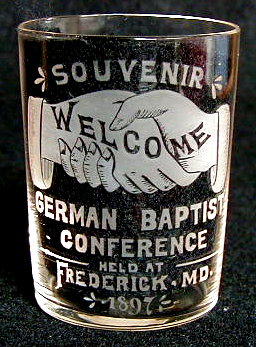 SOUVENIR
WELCOME
GERMAN BAPTIST
CONFERENCE
HELD AT
FREDERICK. MD.
1897